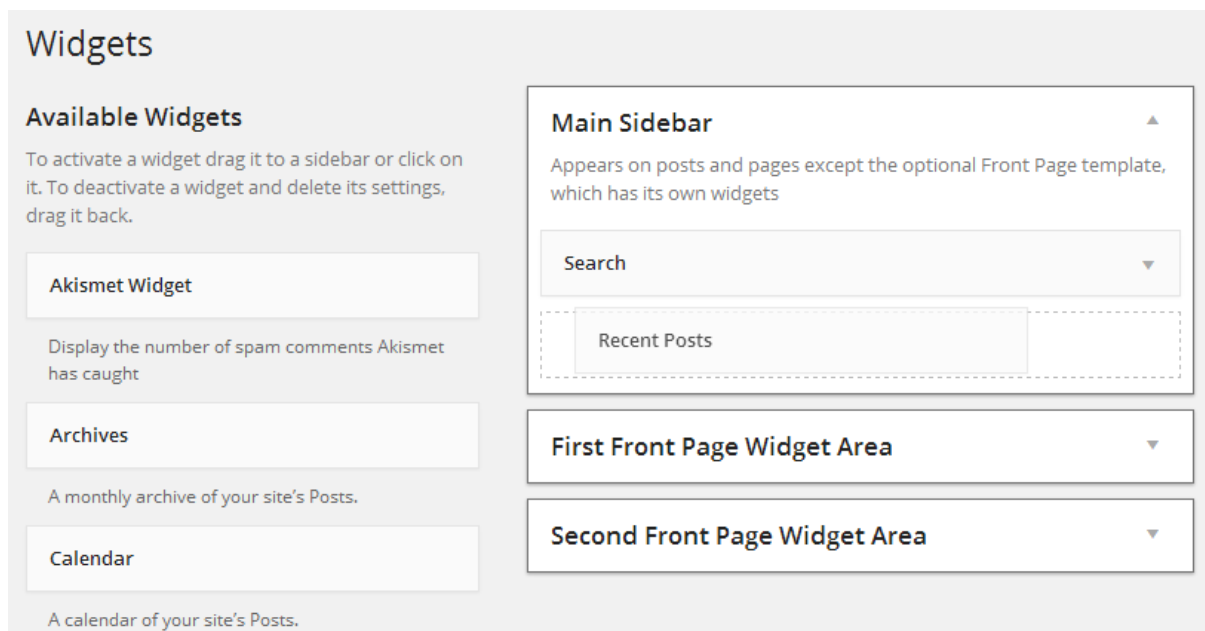 Widgets
Available Widgets
To activate a widget drag it to a sidebar or click on
it. To deactivate a widget and delete its settings,
drag it back.
Akismet Widget
Display the number of spam comments Akismet
has caught
Archives
A monthly archive of your site's Posts.
Calendar
A calendar of your site's Posts.
Main Sidebar
Appears on posts and pages except the optional Front Page template,
which has its own widgets
Search
Recent Posts
First Front Page Widget Area
Second Front Page Widget Area